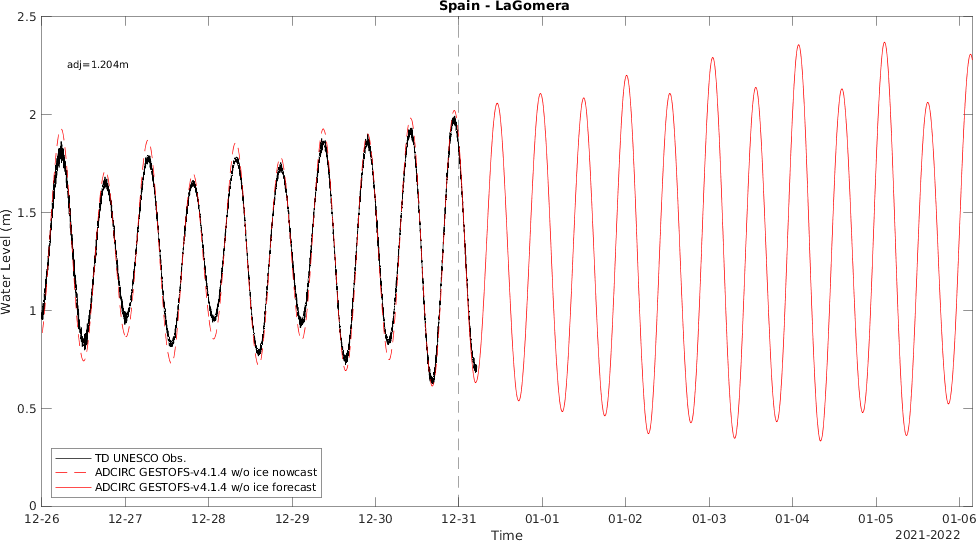 Spain - LaGomera
adj=1.204m
2.5
2
1.5
1
0.5
0
Water Level (m)
TD UNESCO Obs.
ADCIRC GESTOFS-v4.1.4 w/o ice nowcast
ADCIRC GESTOFS-v4.1.4 w/o ice forecast
12-26 12-27 12-28 12-29 12-30 12-31 01-01 01-02 01-03 01-04 01-05 01-06
Time
2021-2022